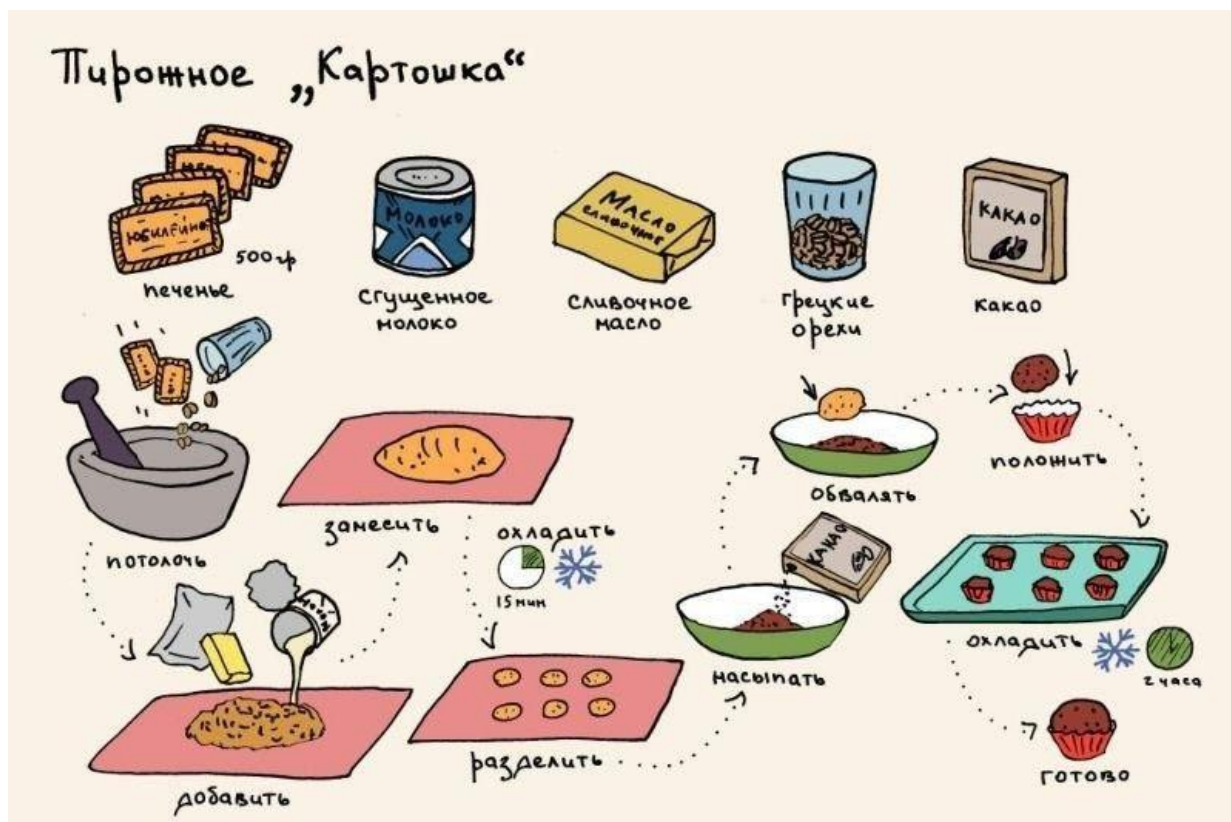 Пирожное „Картошка“
ЮБИЛЕЙНО
500 гр
печенье
МОЛОКО
сгущенное
молоко
МАСЛО
сливочное
сливочное
масло
грецкие
орехи
КАКАО
какао
потолочь
добавить
замесить
охладить
15 мин
разделить
КАКАО
насыпать
обвалять
положить
охладить
2 часа
готово